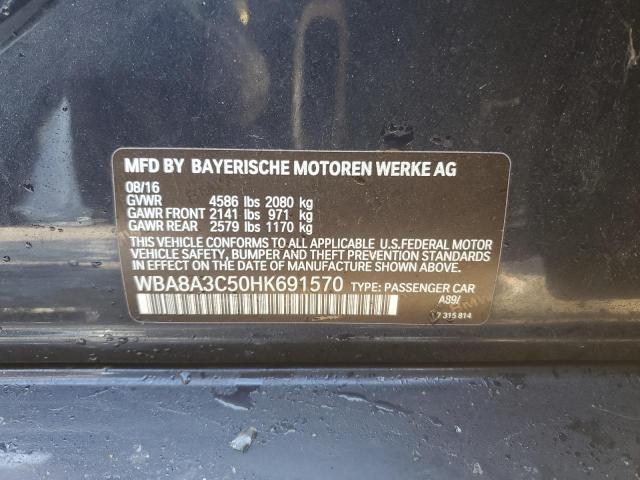 MFD BY BAYERISCHE MOTOREN WERKE AG
08/16
GVWR 4586 lbs 2080 kg
GAWR FRONT 2141 lbs 971 kg
GAWR REAR 2579 lbs 1170 kg
THIS VEHICLE CONFORMS TO ALL APPLICABLE U.S.FEDERAL MOTOR
VEHICLE SAFETY, BUMPER AND THEFT PREVENTION STANDARDS
IN EFFECT ON THE DATE OF MANUFACTURE SHOWN ABOVE
WBA8A3C50HK691570 TYPE: PASSENGER CAR
A89/
7 315 814